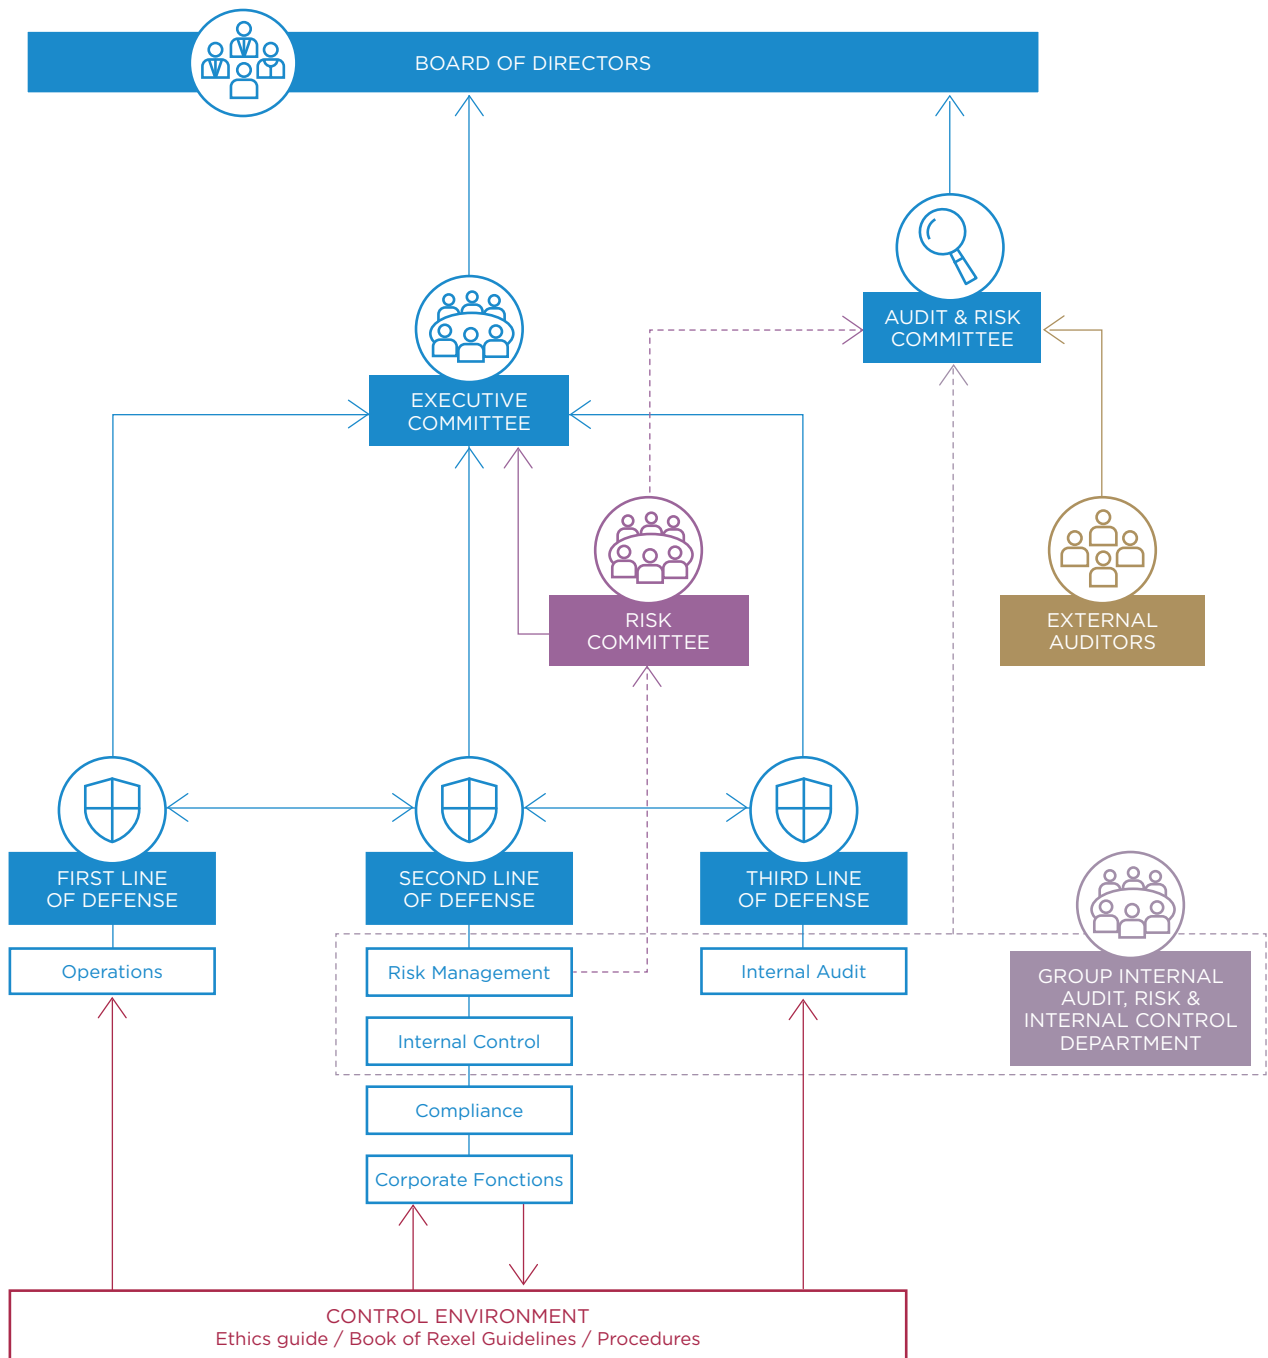 BOARD OF DIRECTORS
AUDIT & RISK
COMMITTEE
EXECUTIVE
COMMITTEE
RISK
COMMITTEE
EXTERNAL
AUDITORS
FIRST LINE
OF DEFENSE
SECOND LINE
OF DEFENSE
THIRD LINE
OF DEFENSE
Operations
Risk Management
Internal Audit
GROUP INTERNAL
AUDIT, RISK &
INTERNAL CONTROL
DEPARTMENT
Internal Control
Compliance
Corporate Fonctions
CONTROL ENVIRONMENT
Ethics guide / Book of Rexel Guidelines / Procedures